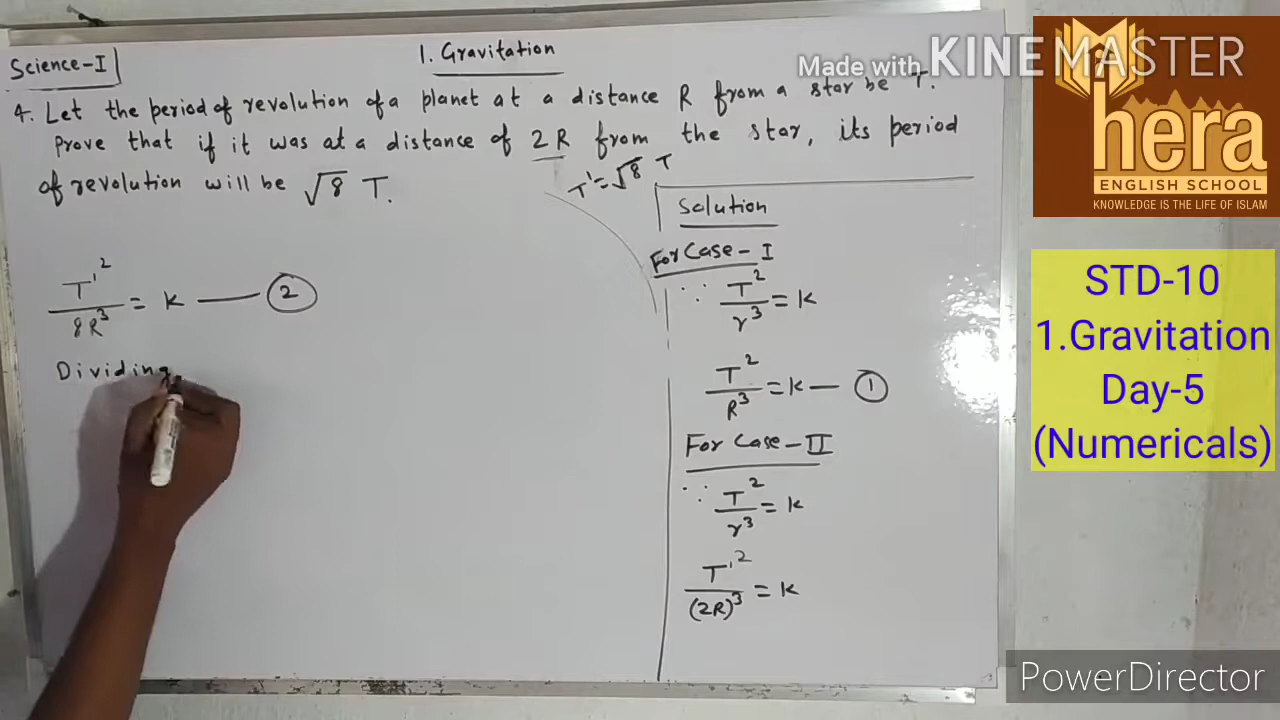 Science-I
1. Gravitation
4. Let the period of revolution of a planet at a distance R from a star be T.
Prove that if it was at a distance of 2R from the star, its period
of revolution will be √8 T.
T' = √8 T
T'²/8R³ = K — ②
Dividing
Solution
For Case - I
∵ T²/r³ = K
T²/R³ = K — ①
For Case - II
∵ T²/r³ = K
T'²/(2R)³ = K
Made with KINEMASTER
hera
ENGLISH SCHOOL
KNOWLEDGE IS THE LIFE OF ISLAM
STD-10
1.Gravitation
Day-5
(Numericals)
PowerDirector